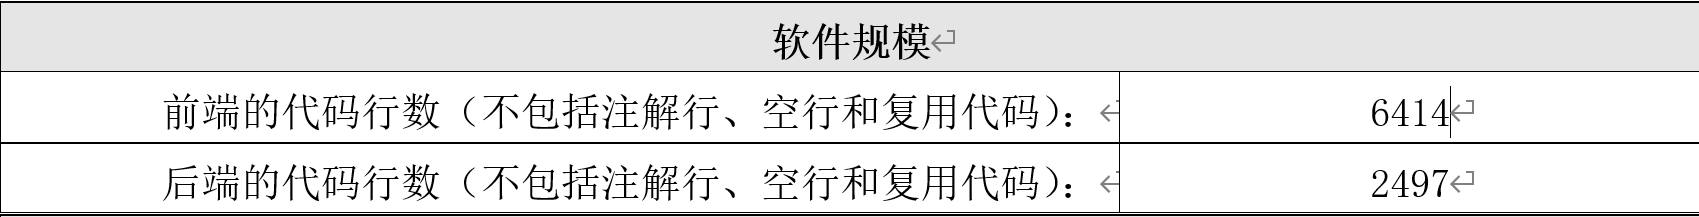 软件规模
前端的代码行数（不包括注解行、空行和复用代码）： 6414
后端的代码行数（不包括注解行、空行和复用代码）： 2497